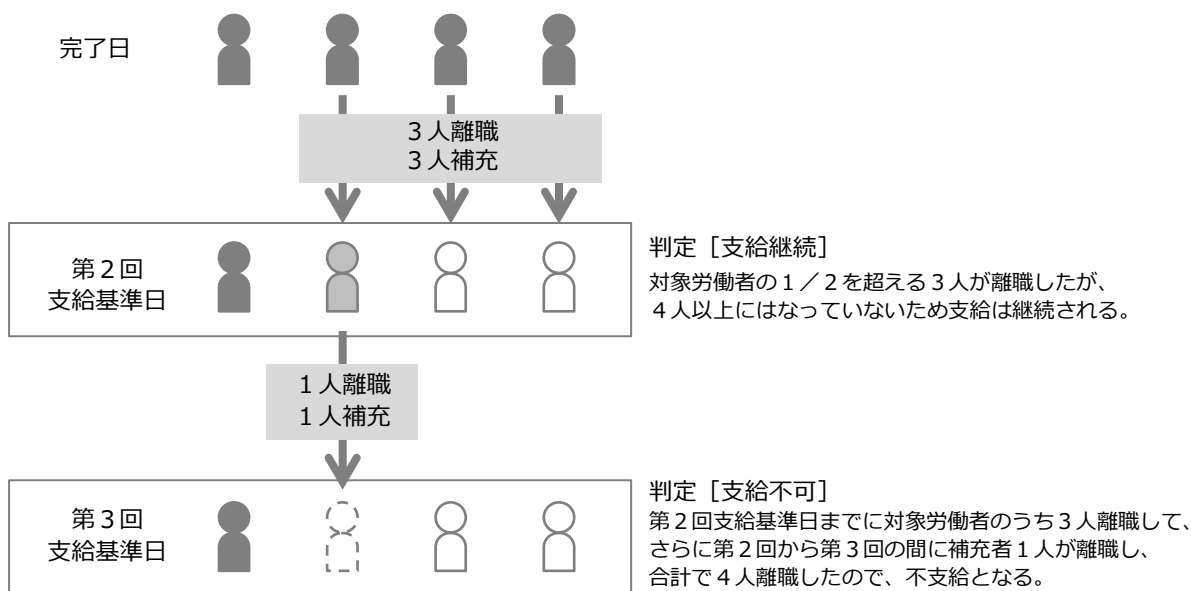 完了日
３人離職
３人補充
第２回
支給基準日
判定［支給継続］
対象労働者の１／２を超える３人が離職したが、
４人以上にはなっていないため支給は継続される。
１人離職
１人補充
第３回
支給基準日
判定［支給不可］
第２回支給基準日までに対象労働者のうち３人離職して、
さらに第２回から第３回の間に補充者１人が離職し、
合計で４人離職したので、不支給となる。